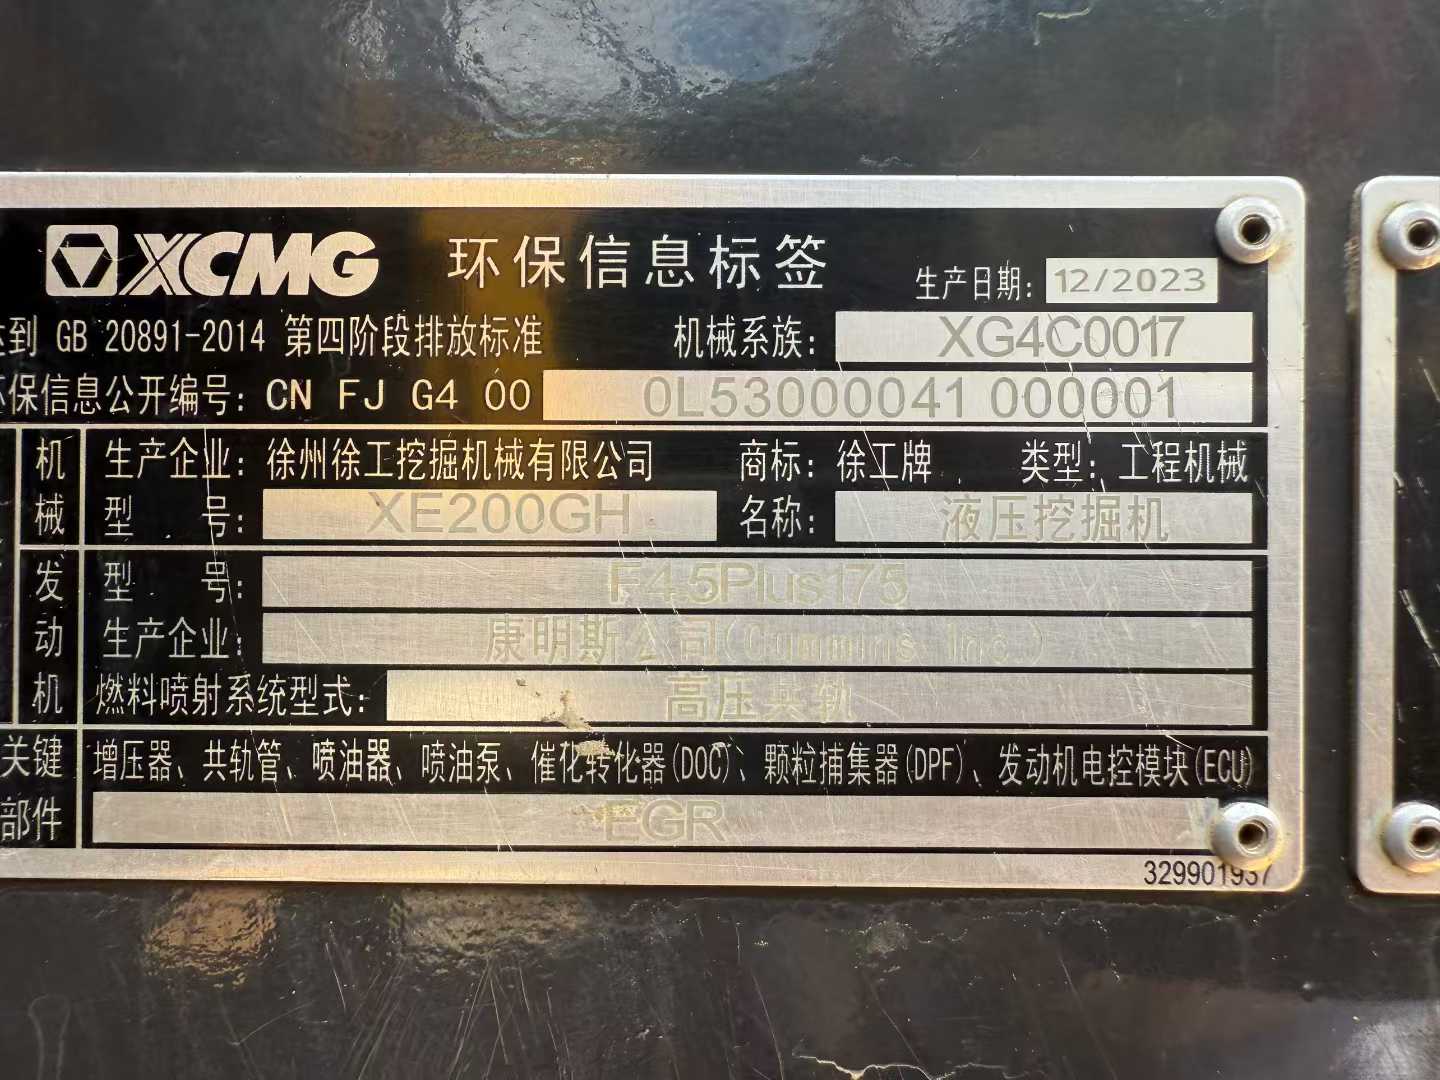 XCMG 环保信息标签 生产日期: 12/2023
到 GB 20891-2014 第四阶段排放标准 机械系族: XG4C0017
保信息公开编号: CN FJ G4 00 0L53000041 000001
机械 生产企业: 徐州徐工挖掘机械有限公司 商标: 徐工牌 类型: 工程机械
型号: XE200GH 名称: 液压挖掘机
发动机 型号: F4.5Plus175
生产企业: 康明斯公司(Cummins Inc.)
燃料喷射系统型式: 高压共轨
关键部件 增压器、共轨管、喷油器、喷油泵、催化转化器(DOC)、颗粒捕集器(DPF)、发动机电控模块(ECU)
EGR
329901937